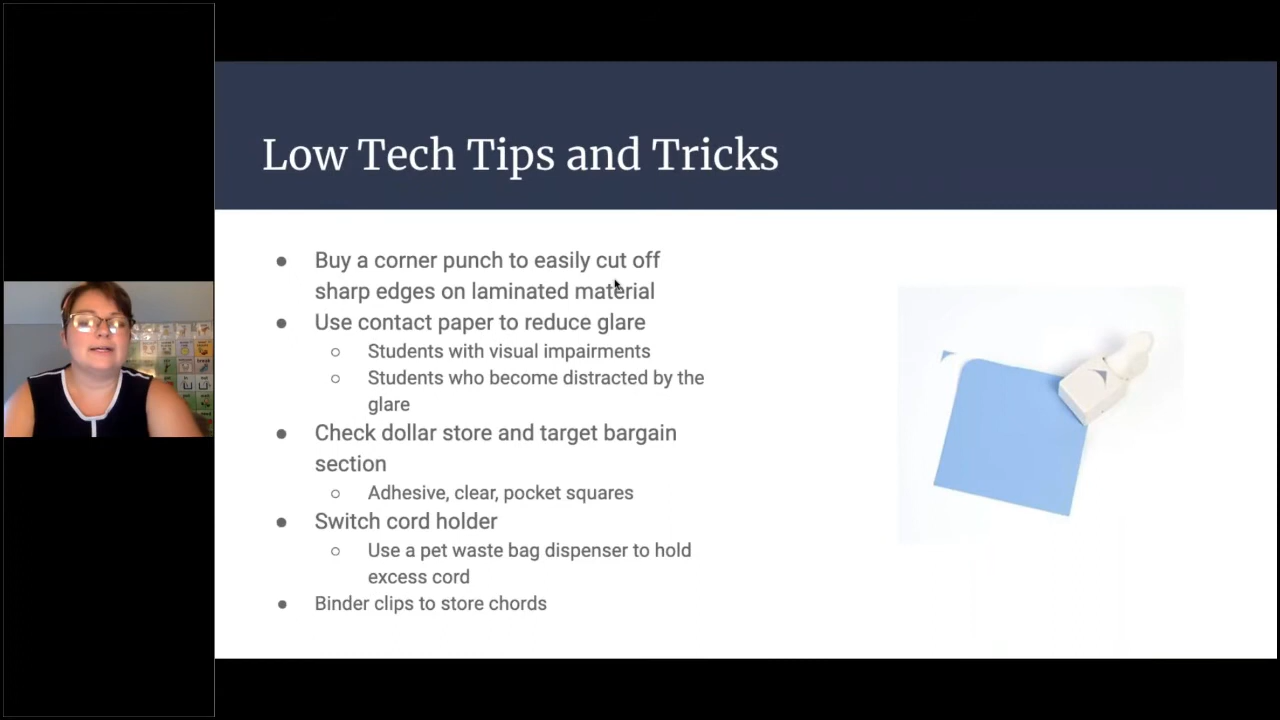 Low Tech Tips and Tricks
● Buy a corner punch to easily cut off
sharp edges on laminated material
● Use contact paper to reduce glare
○ Students with visual impairments
○ Students who become distracted by the
glare
● Check dollar store and target bargain
section
○ Adhesive, clear, pocket squares
● Switch cord holder
○ Use a pet waste bag dispenser to hold
excess cord
● Binder clips to store chords